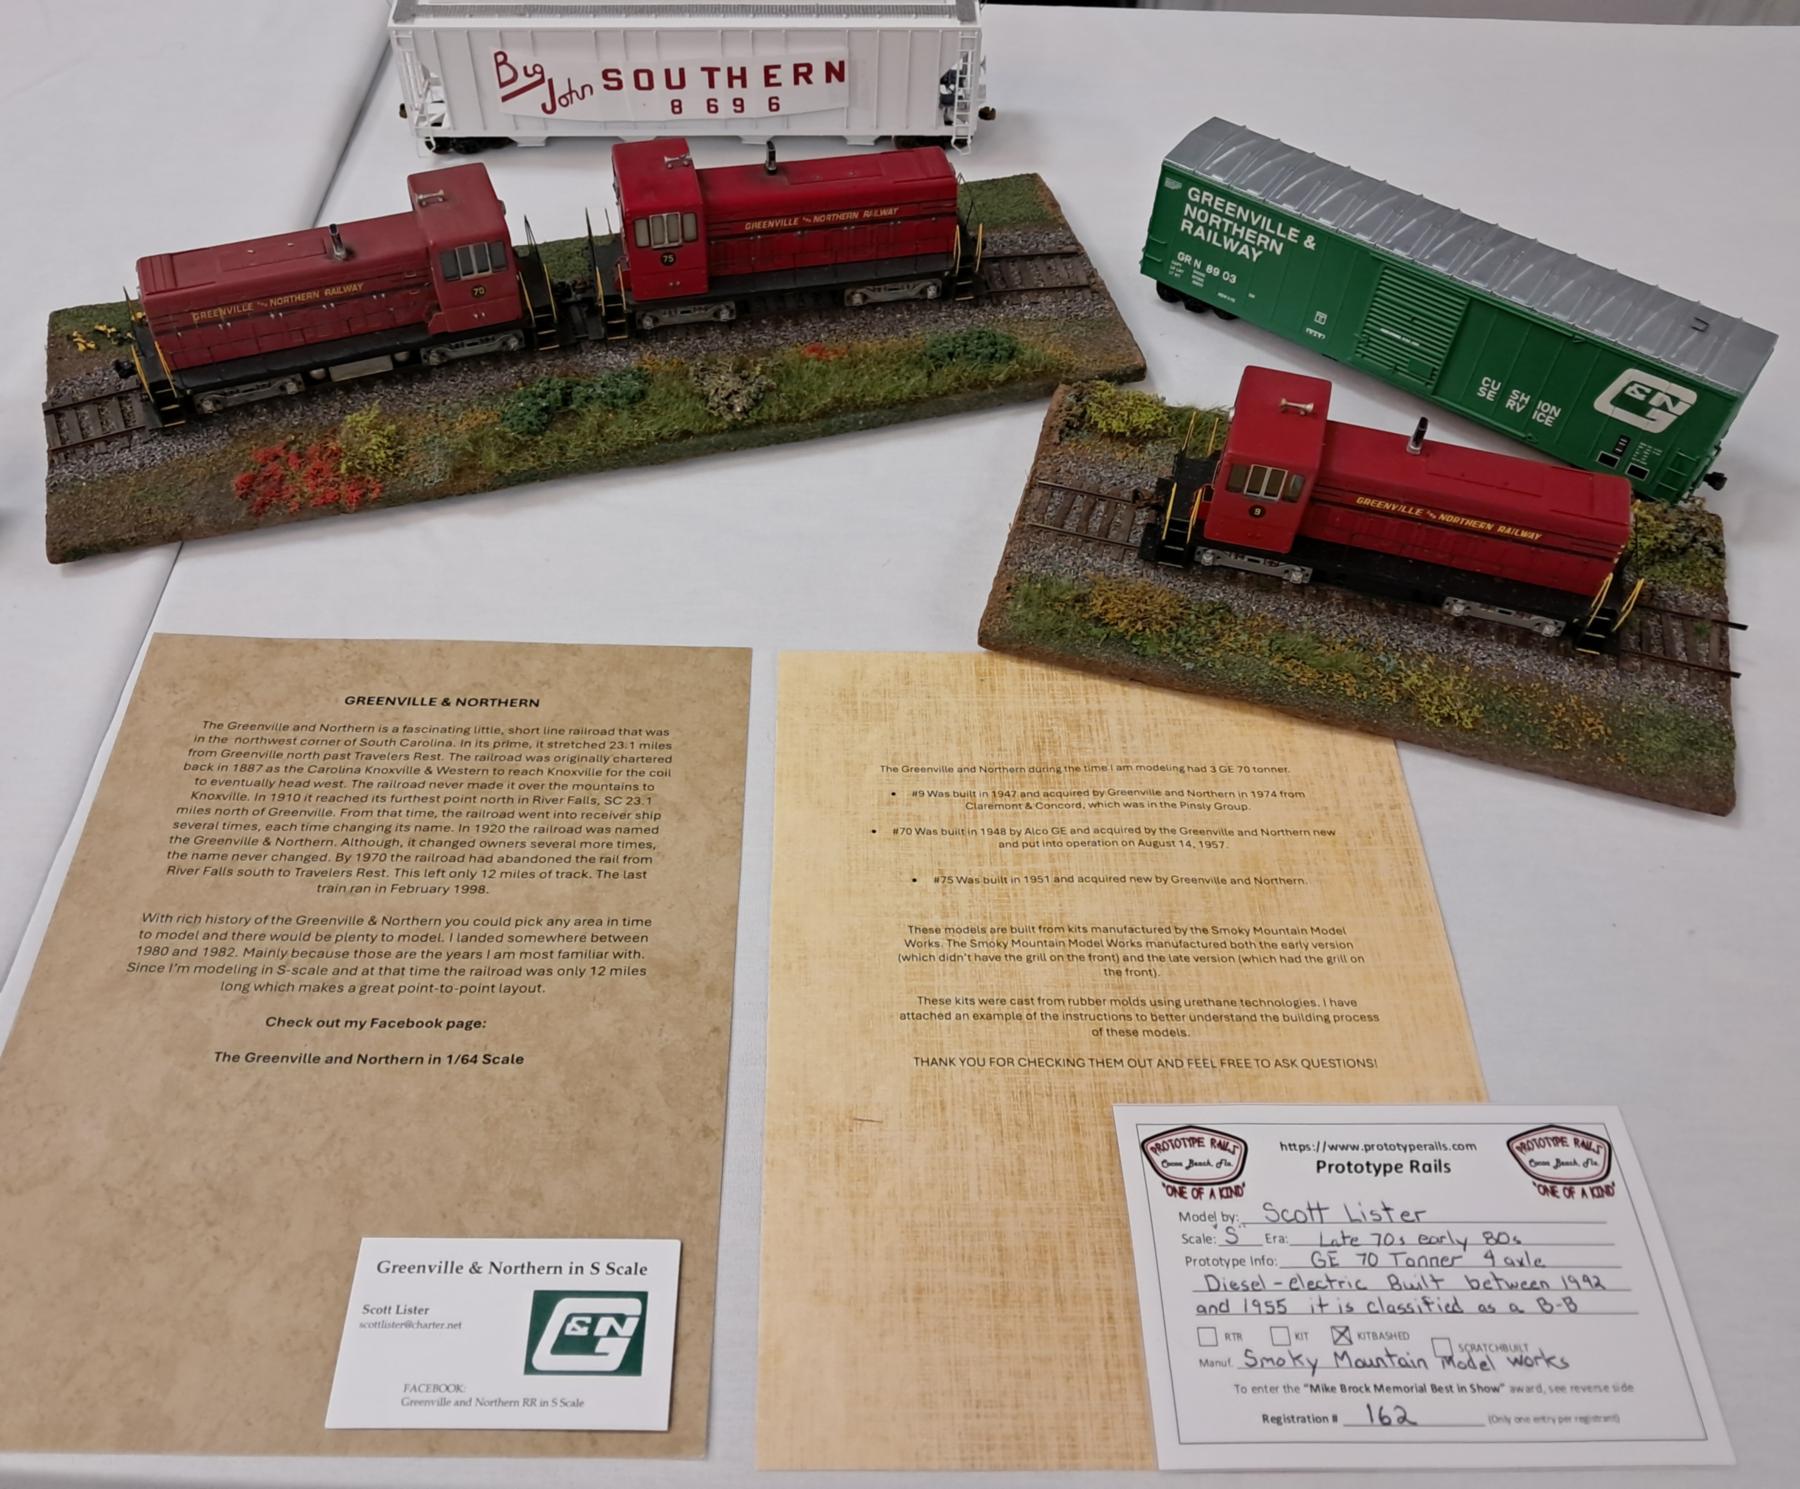 Big John SOUTHERN
8696
GREENVILLE AND NORTHERN RAILWAY
70
GREENVILLE AND NORTHERN RAILWAY
75
GREENVILLE &
NORTHERN
RAILWAY
GRN 8903
CUSHION
SERVICE
G&N
GREENVILLE AND NORTHERN RAILWAY
9
GREENVILLE & NORTHERN
The Greenville and Northern is a fascinating little, short line railroad that was
in the northwest corner of South Carolina. In its prime, it stretched 23.1 miles
from Greenville north past Travelers Rest. The railroad was originally chartered
back in 1887 as the Carolina Knoxville & Western to reach Knoxville for the coil
to eventually head west. The railroad never made it over the mountains to
Knoxville. In 1910 it reached its furthest point north in River Falls, SC 23.1
miles north of Greenville. From that time, the railroad went into receiver ship
several times, each time changing its name. In 1920 the railroad was named
the Greenville & Northern. Although, it changed owners several more times,
the name never changed. By 1970 the railroad had abandoned the rail from
River Falls south to Travelers Rest. This left only 12 miles of track. The last
train ran in February 1998.
With rich history of the Greenville & Northern you could pick any area in time
to model and there would be plenty to model. I landed somewhere between
1980 and 1982. Mainly because those are the years I am most familiar with.
Since I'm modeling in S-scale and at that time the railroad was only 12 miles
long which makes a great point-to-point layout.
Check out my Facebook page:
The Greenville and Northern in 1/64 Scale
Greenville & Northern in S Scale
Scott Lister
scottlister@charter.net
G&N
FACEBOOK:
Greenville and Northern RR in S Scale
The Greenville and Northern during the time I am modeling had 3 GE 70 tonner.
• #9 Was built in 1947 and acquired by Greenville and Northern in 1974 from
Claremont & Concord, which was in the Pinsly Group.
• #70 Was built in 1948 by Alco GE and acquired by the Greenville and Northern new
and put into operation on August 14, 1957.
• #75 Was built in 1951 and acquired new by Greenville and Northern.
These models are built from kits manufactured by the Smoky Mountain Model
Works. The Smoky Mountain Model Works manufactured both the early version
(which didn't have the grill on the front) and the late version (which had the grill on
the front).
These kits were cast from rubber molds using urethane technologies. I have
attached an example of the instructions to better understand the building process
of these models.
THANK YOU FOR CHECKING THEM OUT AND FEEL FREE TO ASK QUESTIONS!
PROTOTYPE RAILS
Cocoa Beach, Fla.
"ONE OF A KIND"
https://www.prototyperails.com
Prototype Rails
PROTOTYPE RAILS
Cocoa Beach, Fla.
"ONE OF A KIND"
Model by: Scott Lister
Scale: S Era: Late 70s early 80s
Prototype Info: GE 70 Tonner 4 axle
Diesel-electric Built between 1942
and 1955 it is classified as a B-B
RTR KIT KITBASHED SCRATCHBUILT
Manuf. Smoky Mountain Model Works
To enter the "Mike Brock Memorial Best in Show" award, see reverse side
Registration # 162 (Only one entry per registrant)